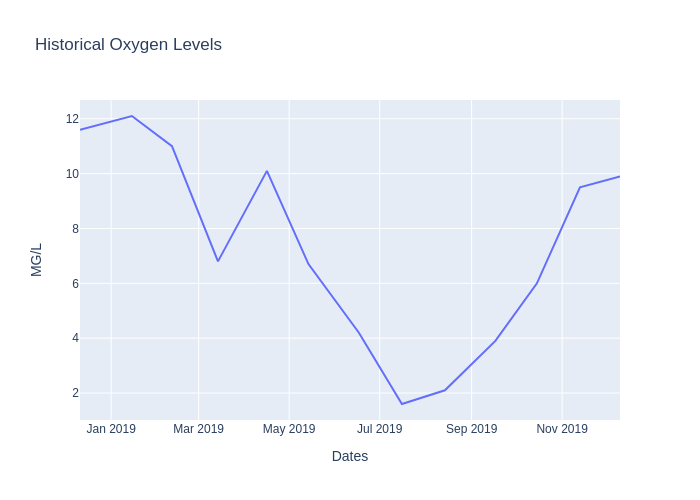 Historical Oxygen Levels
12
10
8
6
4
2
MG/L
Jan 2019
Mar 2019
May 2019
Jul 2019
Sep 2019
Nov 2019
Dates